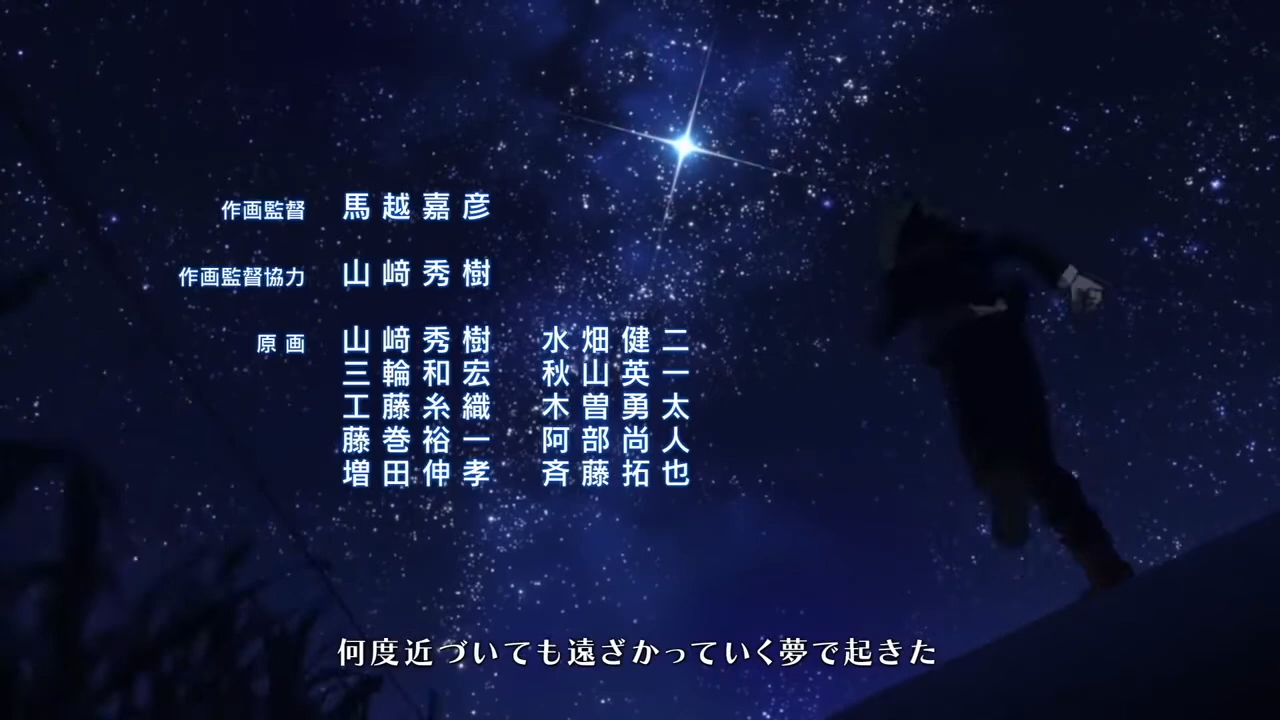 作画監督 馬越嘉彦
作画監督協力 山﨑秀樹
原画 山﨑秀樹 水畑健二
三輪和宏 秋山英一
工藤糸織 木曽勇太
藤巻裕一 阿部尚人
増田伸孝 斉藤拓也
何度近づいても遠ざかっていく夢で起きた